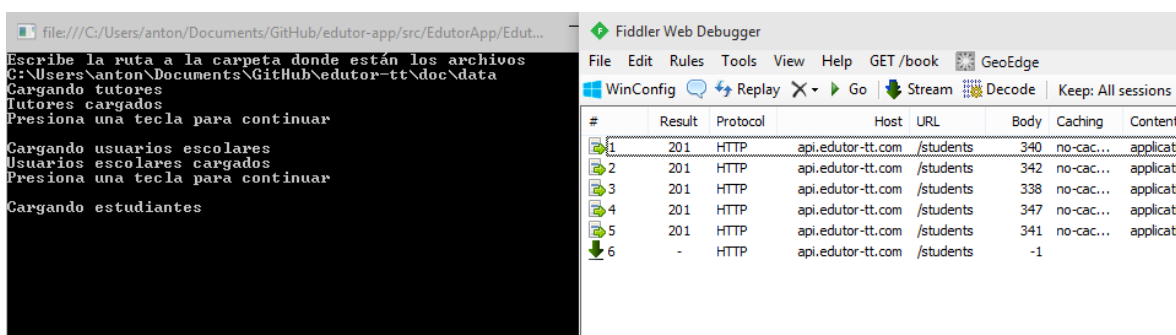 file:///C:/Users/anton/Documents/GitHub/edutor-app/src/EdutorApp/Edut...
Escribe la ruta a la carpeta donde están los archivos
C:\Users\anton\Documents\GitHub\edutor-tt\doc\data
Cargando tutores
Tutores cargados
Presiona una tecla para continuar
Cargando usuarios escolares
Usuarios escolares cargados
Presiona una tecla para continuar
Cargando estudiantes
Fiddler Web Debugger
File Edit Rules Tools View Help GET /book GeoEdge
WinConfig Replay Go Stream Decode Keep: All sessions
# Result Protocol Host URL Body Caching Content
1 201 HTTP api.edutor-tt.com /students 340 no-cac... applicat
2 201 HTTP api.edutor-tt.com /students 342 no-cac... applicat
3 201 HTTP api.edutor-tt.com /students 338 no-cac... applicat
4 201 HTTP api.edutor-tt.com /students 347 no-cac... applicat
5 201 HTTP api.edutor-tt.com /students 341 no-cac... applicat
6 - HTTP api.edutor-tt.com /students -1